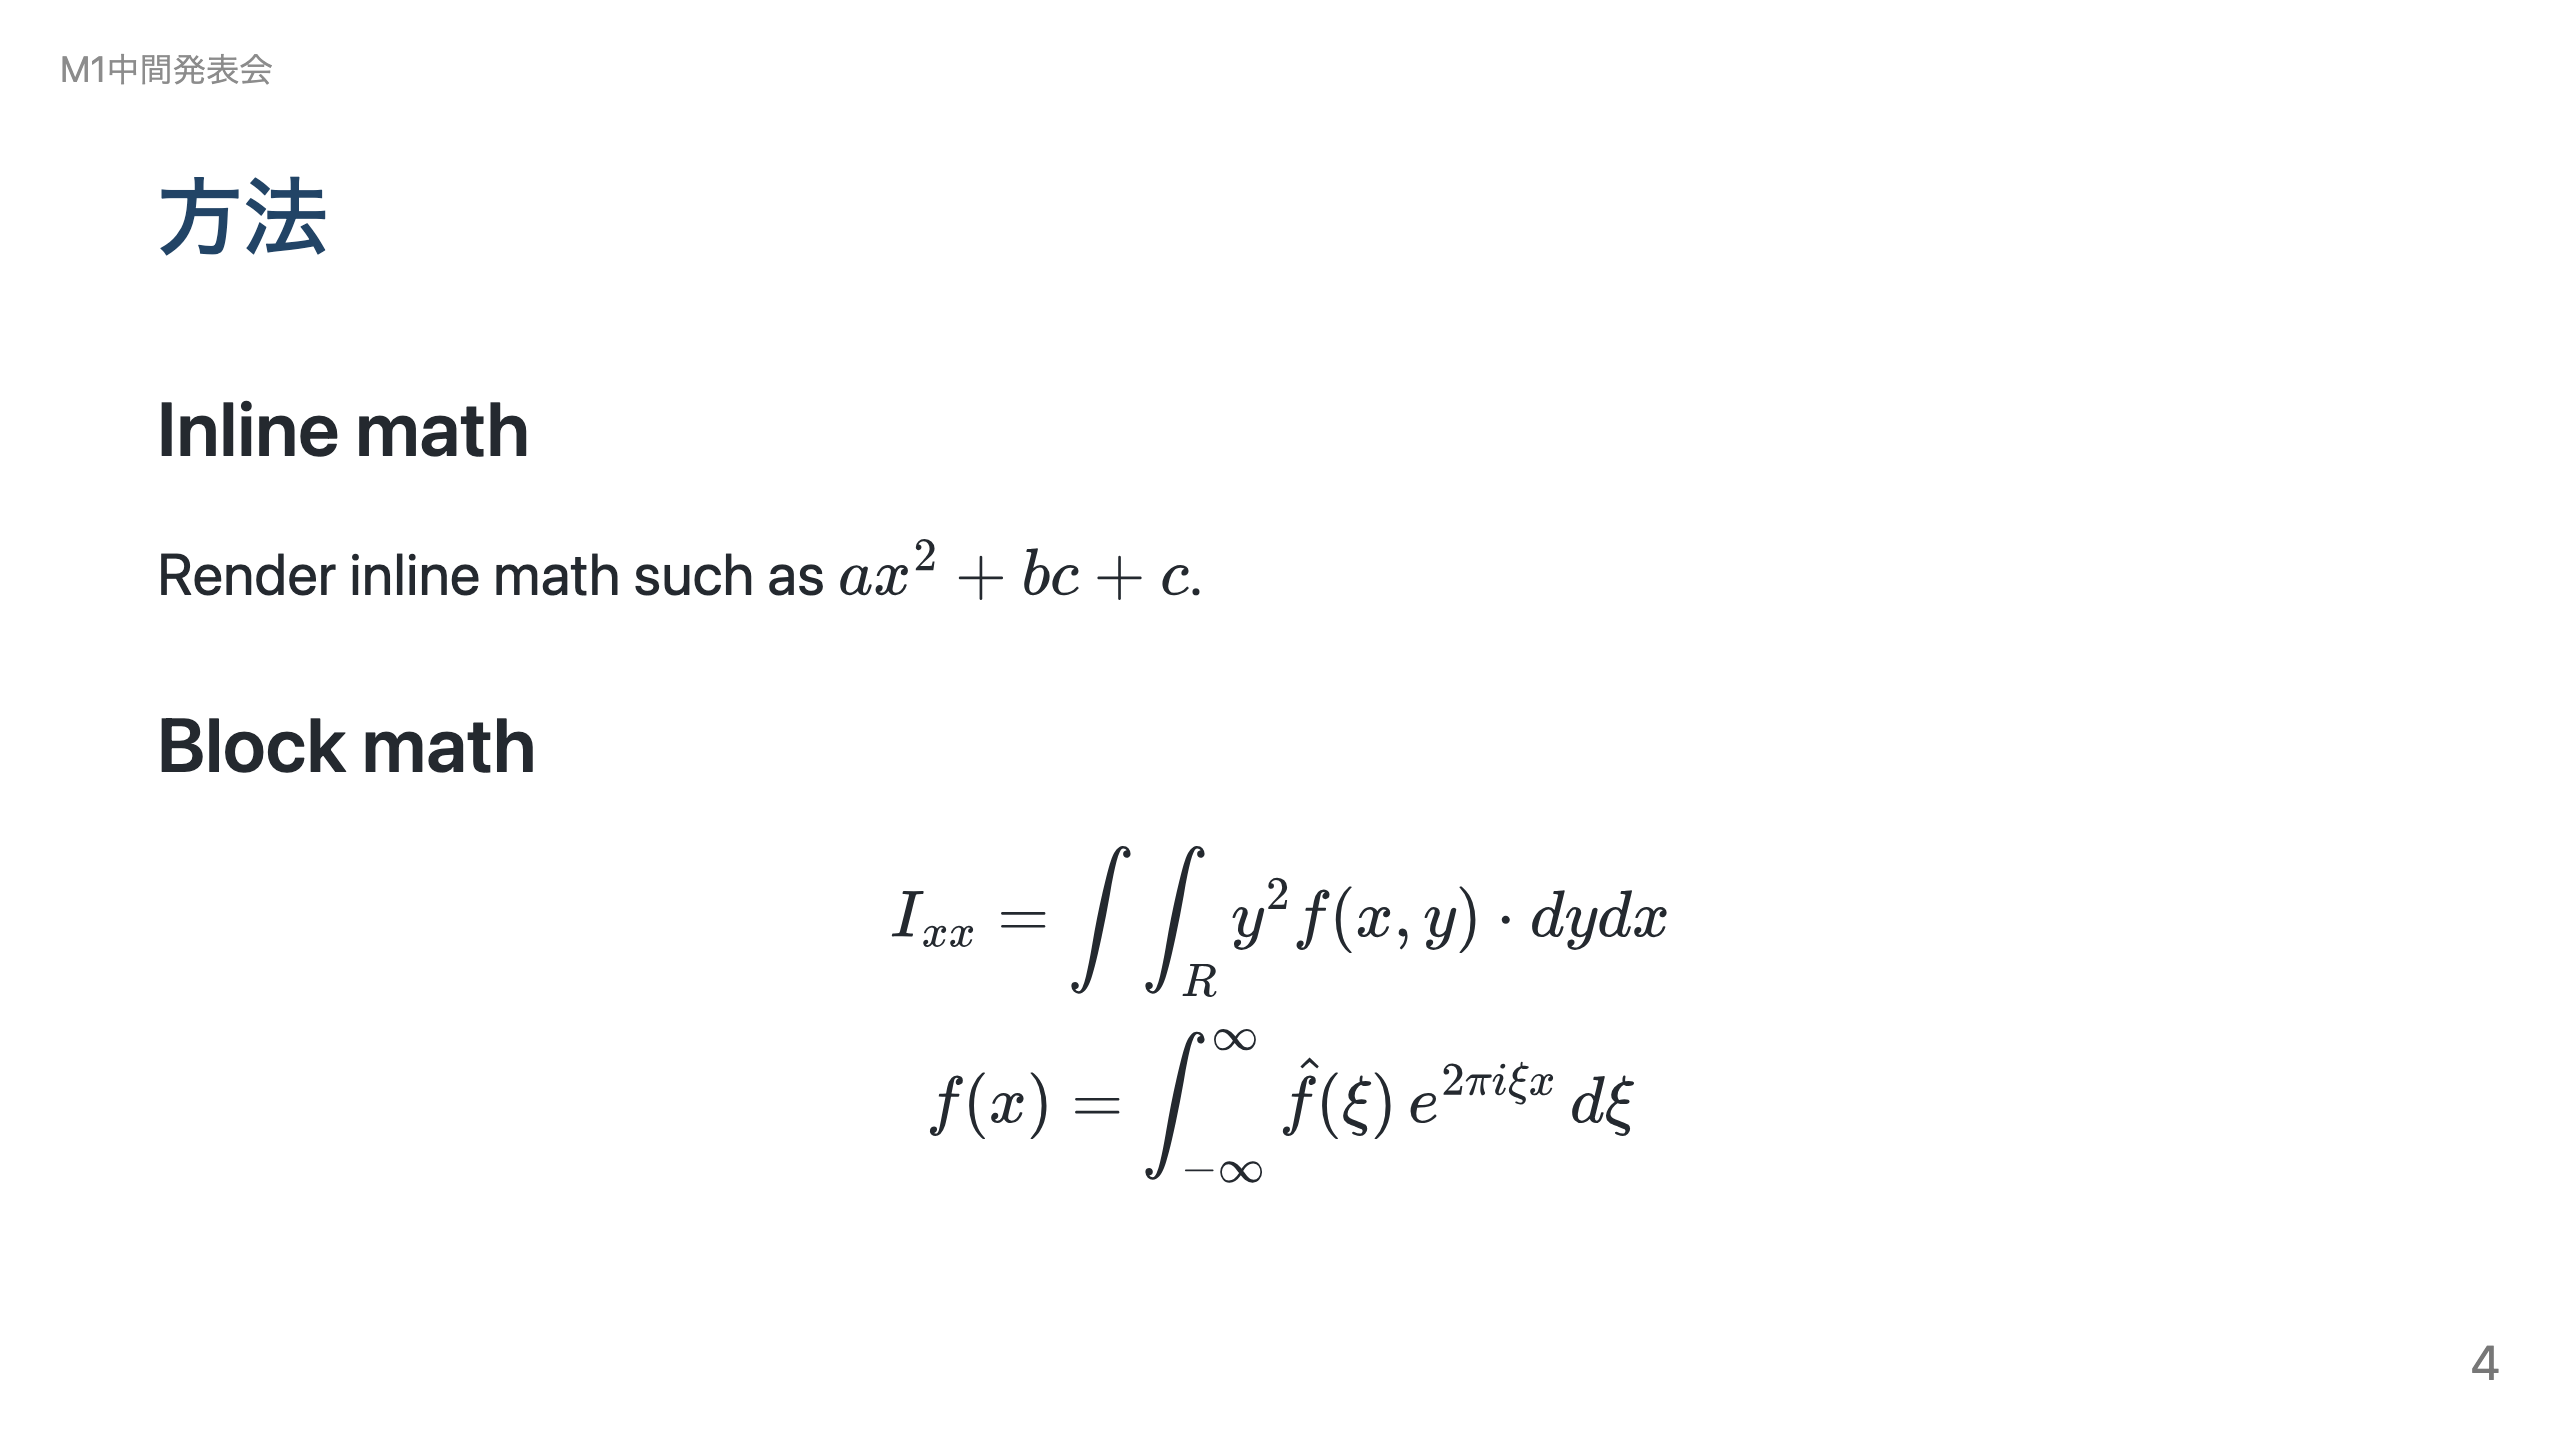 M1中間発表会
方法
Inline math
Render inline math such as $ax^2 + bc + c$.
Block math
$I_{xx} = \int \int_R y^2 f(x, y) \cdot dydx$
$f(x) = \int_{-\infty}^{\infty} \hat{f}(\xi) \, e^{2\pi i \xi x} \, d\xi$
4